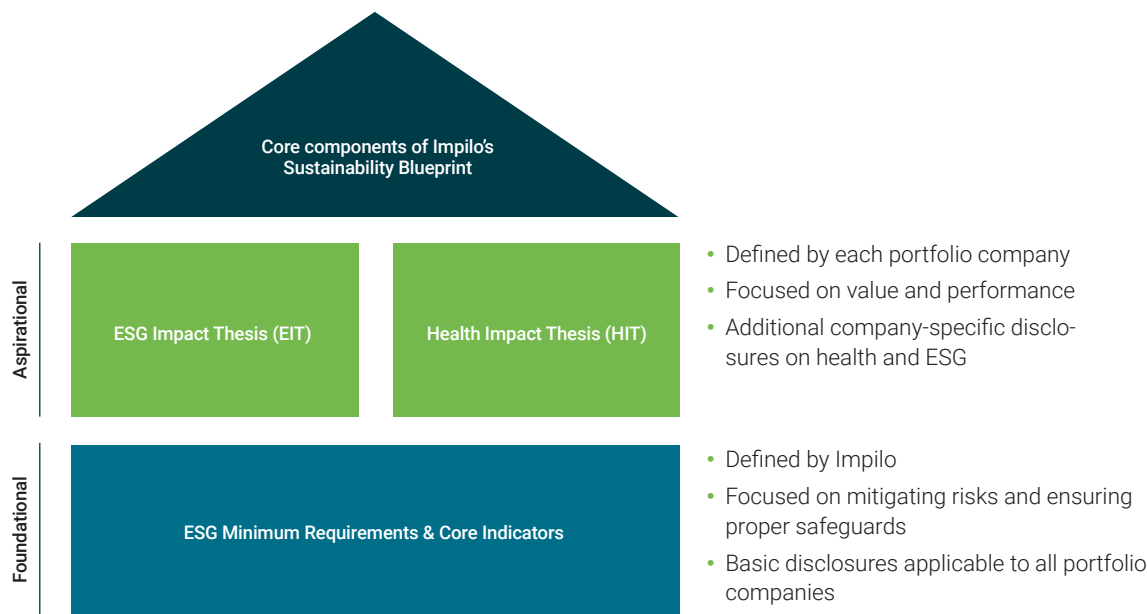 Core components of Impilo's
Sustainability Blueprint
Aspirational
ESG Impact Thesis (EIT)
Health Impact Thesis (HIT)
• Defined by each portfolio company
• Focused on value and performance
• Additional company-specific disclo-
sures on health and ESG
Foundational
ESG Minimum Requirements & Core Indicators
• Defined by Impilo
• Focused on mitigating risks and ensuring
proper safeguards
• Basic disclosures applicable to all portfolio
companies